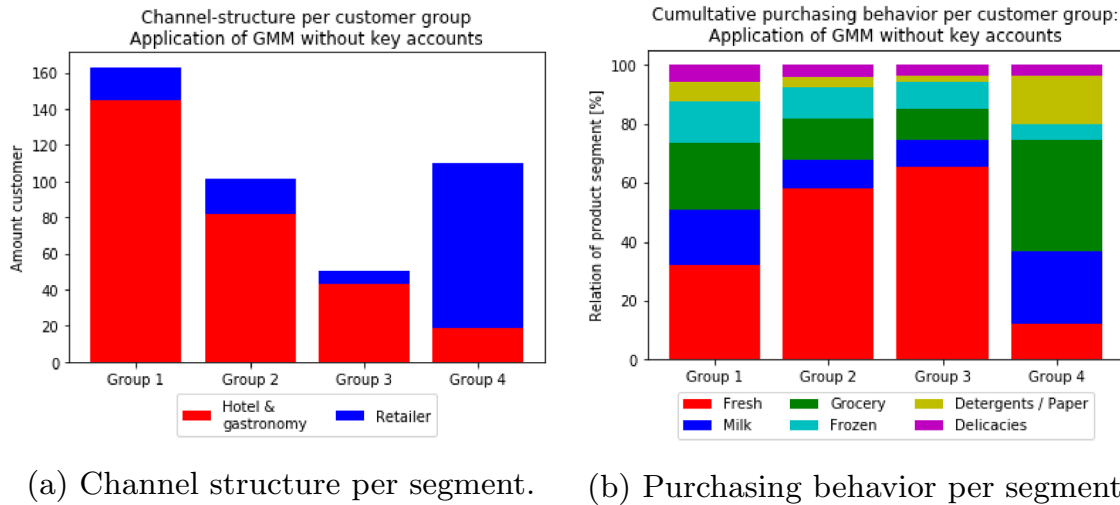 Channel-structure per customer group
Application of GMM without key accounts
Amount customer
160
140
120
100
80
60
40
20
0
Group 1 Group 2 Group 3 Group 4
Hotel & gastronomy Retailer
(a) Channel structure per segment.
Cumultative purchasing behavior per customer group:
Application of GMM without key accounts
Relation of product segment [%]
100
80
60
40
20
0
Group 1 Group 2 Group 3 Group 4
Fresh Grocery Detergents / Paper
Milk Frozen Delicacies
(b) Purchasing behavior per segment